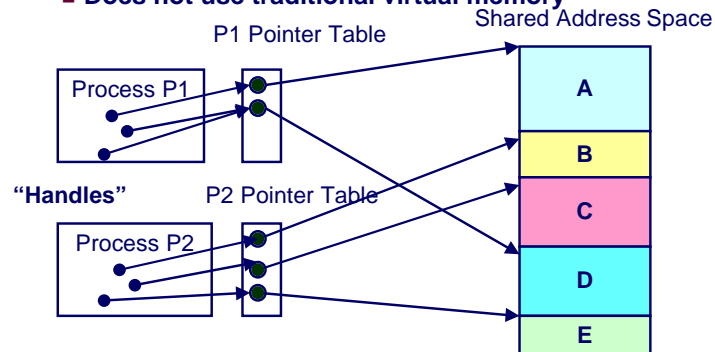 Does not use traditional virtual memory
Shared Address Space
P1 Pointer Table
Process P1
A
B
"Handles"
P2 Pointer Table
C
Process P2
D
E